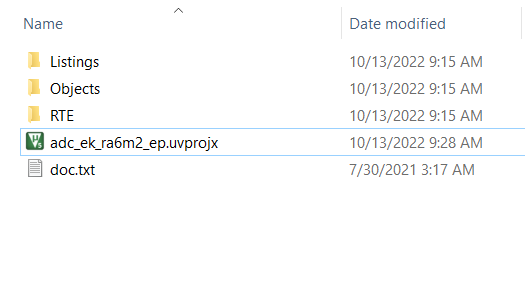 Name Date modified
Listings 10/13/2022 9:15 AM
Objects 10/13/2022 9:15 AM
RTE 10/13/2022 9:15 AM
adc_ek_ra6m2_ep.uvprojx 10/13/2022 9:28 AM
doc.txt 7/30/2021 3:17 AM